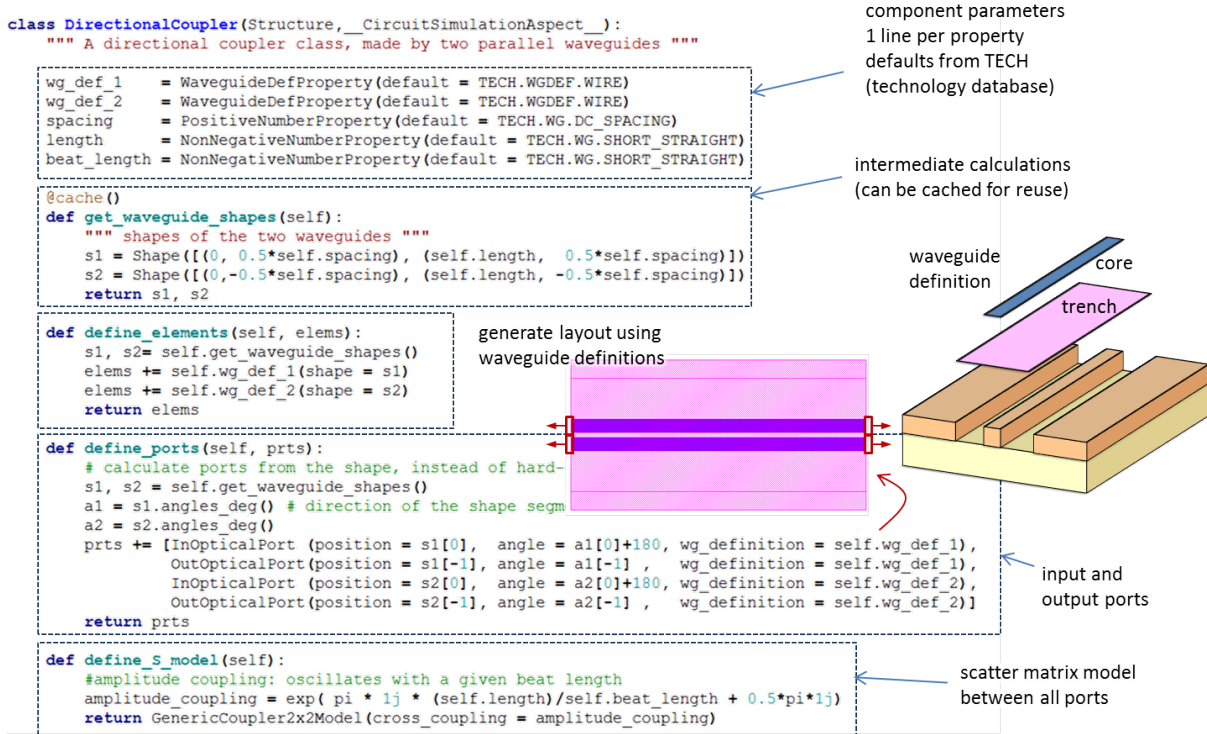 class DirectionalCoupler(Structure,__CircuitSimulationAspect__):
""" A directional coupler class, made by two parallel waveguides """
component parameters
1 line per property
defaults from TECH
(technology database)
wg_def_1    = WaveguideDefProperty(default = TECH.WGDEF.WIRE)
wg_def_2    = WaveguideDefProperty(default = TECH.WGDEF.WIRE)
spacing     = PositiveNumberProperty(default = TECH.WG.DC_SPACING)
length      = NonNegativeNumberProperty(default = TECH.WG.SHORT_STRAIGHT)
beat_length = NonNegativeNumberProperty(default = TECH.WG.SHORT_STRAIGHT)
intermediate calculations
(can be cached for reuse)
@cache()
def get_waveguide_shapes(self):
""" shapes of the two waveguides """
s1 = Shape([(0, 0.5*self.spacing), (self.length,  0.5*self.spacing)])
s2 = Shape([(0,-0.5*self.spacing), (self.length, -0.5*self.spacing)])
return s1, s2
waveguide
definition
core
trench
def define_elements(self, elems):
s1, s2= self.get_waveguide_shapes()
elems += self.wg_def_1(shape = s1)
elems += self.wg_def_2(shape = s2)
return elems
generate layout using
waveguide definitions
def define_ports(self, prts):
# calculate ports from the shape, instead of hard-
s1, s2 = self.get_waveguide_shapes()
a1 = s1.angles_deg() # direction of the shape segm
a2 = s2.angles_deg()
prts += [InOpticalPort (position = s1[0],  angle = a1[0]+180, wg_definition = self.wg_def_1),
OutOpticalPort(position = s1[-1], angle = a1[-1] ,   wg_definition = self.wg_def_1),
InOpticalPort (position = s2[0],  angle = a2[0]+180, wg_definition = self.wg_def_2),
OutOpticalPort(position = s2[-1], angle = a2[-1] ,   wg_definition = self.wg_def_2)]
return prts
input and
output ports
def define_S_model(self):
#amplitude coupling: oscillates with a given beat length
amplitude_coupling = exp( pi * 1j * (self.length)/self.beat_length + 0.5*pi*1j)
return GenericCoupler2x2Model(cross_coupling = amplitude_coupling)
scatter matrix model
between all ports